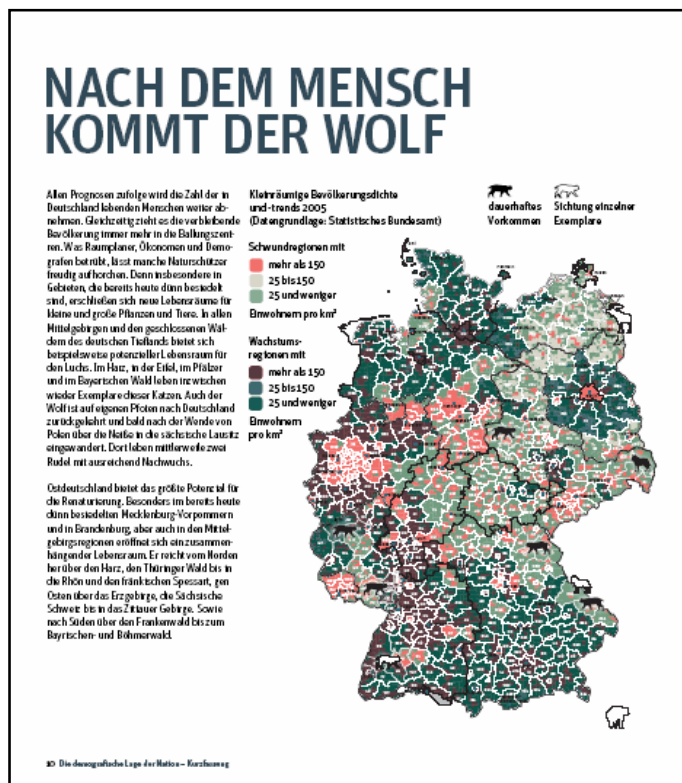 NACH DEM MENSCH
KOMMT DER WOLF
Allen Prognosen zufolge wird die Zahl der in
Deutschland lebenden Menschen weiter ab-
nehmen. Gleichzeitig zieht es die verbleibende
Bevölkerung immer mehr in die Ballungszent-
ren. Was Raumplaner, Ökonomen und Demo-
grafen betrübt, lässt manche Naturschützer
freudig aufhorchen. Denn insbesondere in
Gebieten, die bereits heute dünn besiedelt
sind, erschließen sich neue Lebensräume für
kleine und große Pflanzen und Tiere. In allen
Mittelgebirgen und den geschlossenen Wäl-
dern des deutschen Tieflands bietet sich
beispielsweise potenzieller Lebensraum für
den Luchs. Im Harz, in der Eifel, im Pfälzer
und im Bayerischen Wald leben inzwischen
wieder Exemplare dieser Katzen. Auch der
Wolf ist auf eigenen Pfoten nach Deutschland
zurückgekehrt und bald nach der Wende von
Polen über die Neiße in die sächsische Lausitz
eingewandert. Dort leben mittlerweile zwei
Rudel mit ausreichend Nachwuchs.
Ostdeutschland bietet das größte Potenzial für
die Renaturierung. Besonders im bereits heute
dünn besiedelten Mecklenburg-Vorpommern
und in Brandenburg, aber auch in den Mittel-
gebirgsregionen eröffnet sich ein zusammen-
hängender Lebensraum. Er reicht vom Norden
her über den Harz, den Thüringer Wald bis in
die Rhön und den fränkischen Spessart, gen
Osten über das Erzgebirge, die Sächsische
Schweiz bis in das Zittauer Gebirge. Sowie
nach Süden über den Frankenwald bis zum
Bayrischen- und Böhmerwald.
Kleinräumige Bevölkerungsdichte
und -trends 2005
(Datengrundlage: Statistisches Bundesamt)
dauerhaftes
Vorkommen
Sichtung einzelner
Exemplare
Schwundregionen mit
mehr als 150
25 bis 150
25 und weniger
Einwohnern pro km²
Wachstums-
regionen mit
mehr als 150
25 bis 150
25 und weniger
Einwohnern
pro km²
10 Die demografische Lage der Nation – Kurzfassung